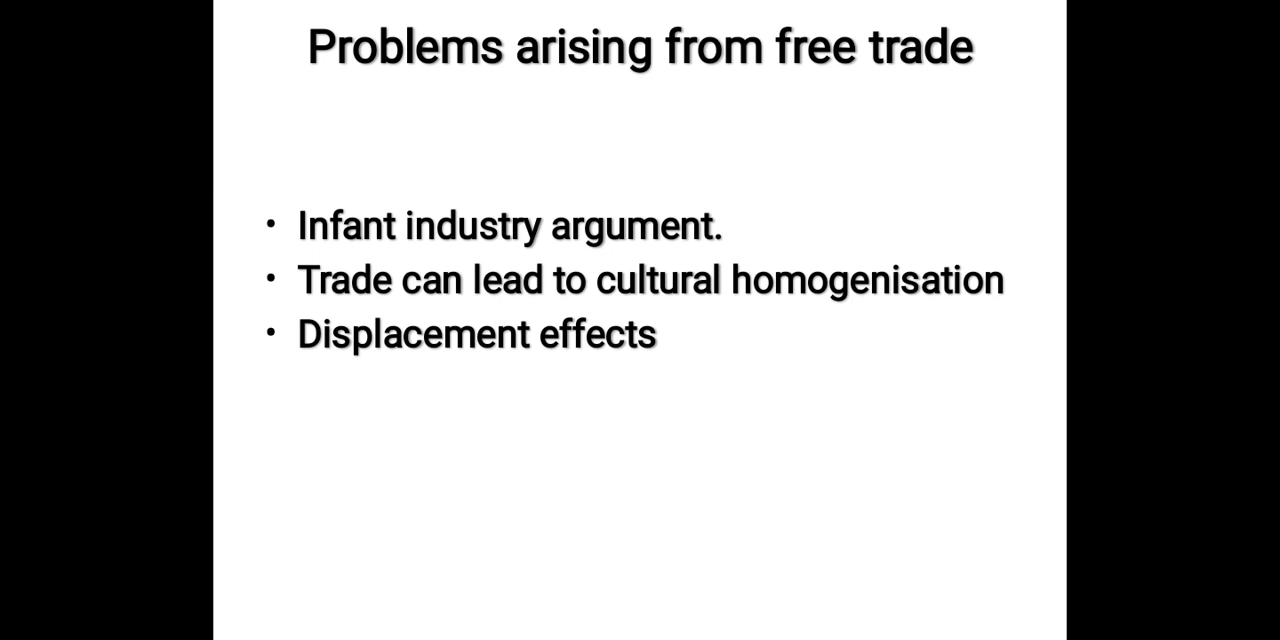 Problems arising from free trade
• Infant industry argument.
• Trade can lead to cultural homogenisation
• Displacement effects